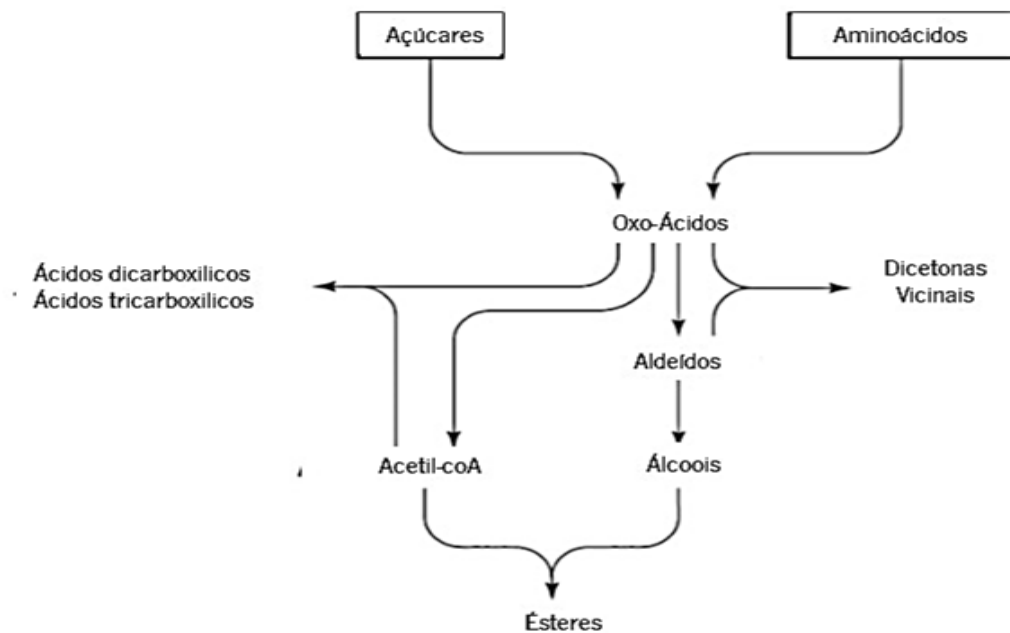 Açúcares
Aminoácidos
Oxo-Ácidos
Ácidos dicarboxilicos
Ácidos tricarboxilicos
Dicetonas
Vicinais
Aldeídos
Acetil-coA
Álcoois
Ésteres